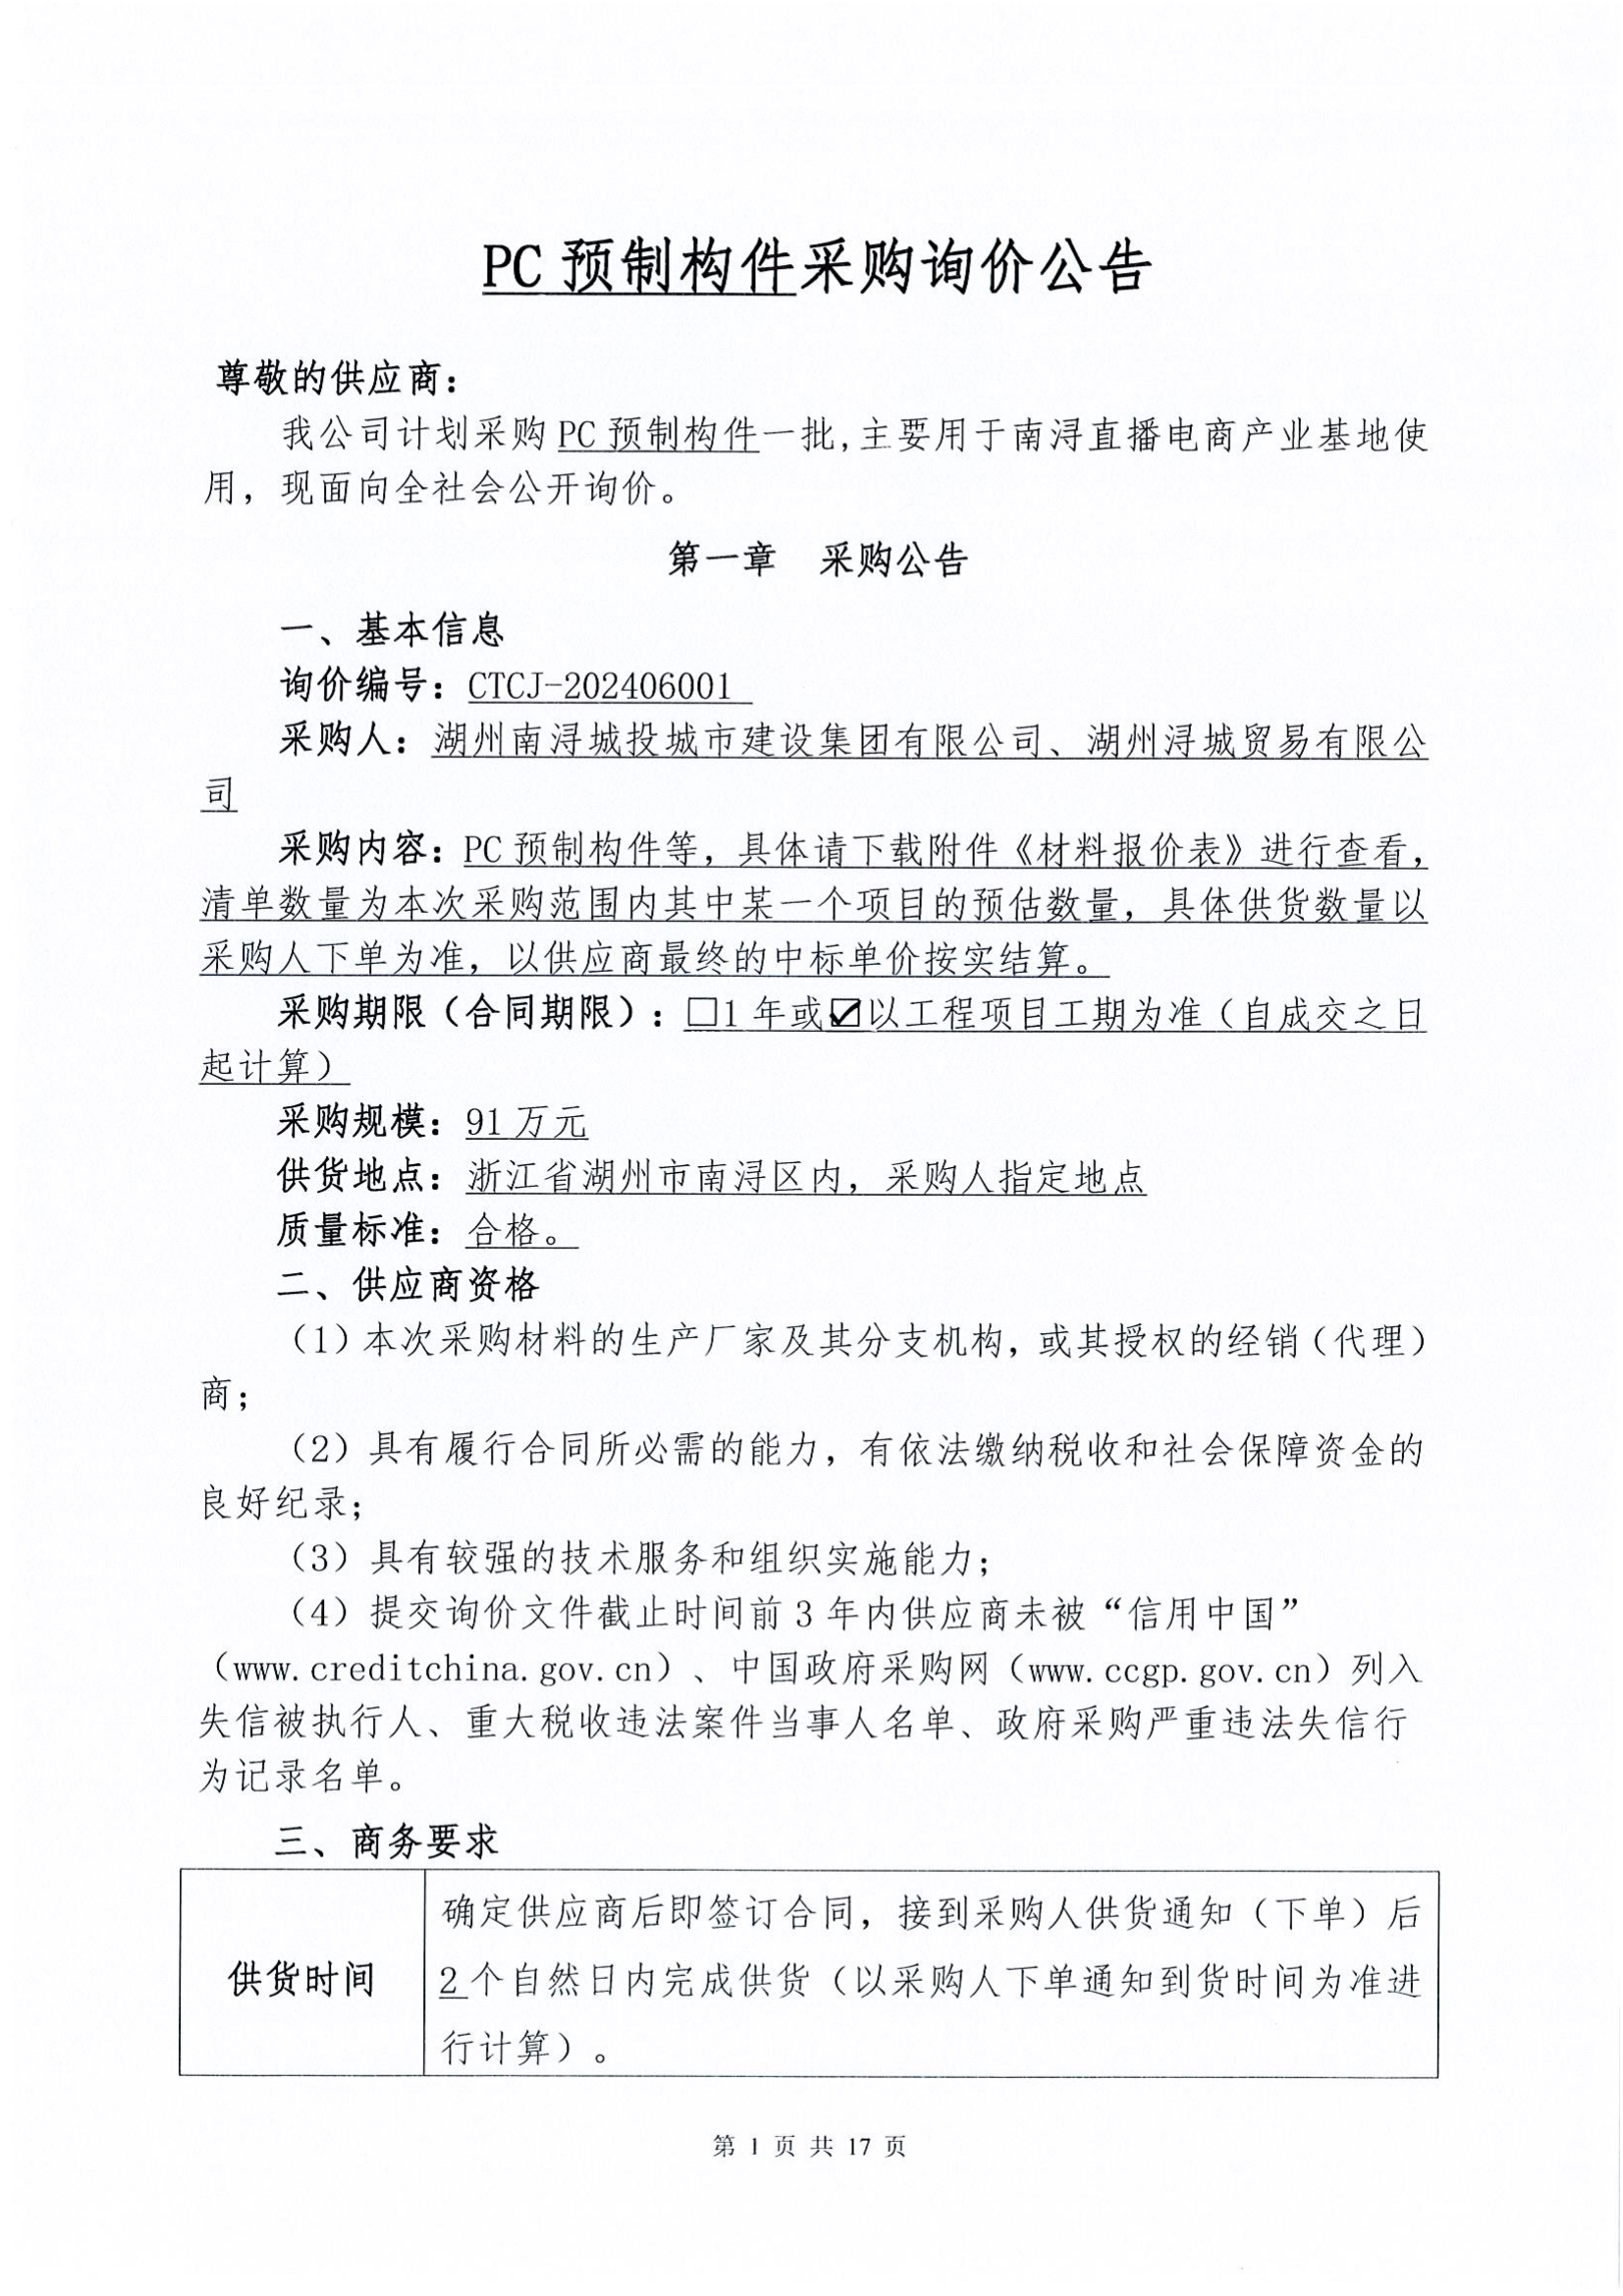 PC 预制构件采购询价公告
尊敬的供应商：
我公司计划采购 PC 预制构件一批,主要用于南浔直播电商产业基地使
用，现面向全社会公开询价。
第一章 采购公告
一、基本信息
询价编号：CTCJ-202406001
采购人：湖州南浔城投城市建设集团有限公司、湖州浔城贸易有限公
司
采购内容：PC 预制构件等，具体请下载附件《材料报价表》进行查看，
清单数量为本次采购范围内其中某一个项目的预估数量，具体供货数量以
采购人下单为准，以供应商最终的中标单价按实结算。
采购期限（合同期限）：□1 年或☑以工程项目工期为准（自成交之日
起计算）
采购规模：91 万元
供货地点：浙江省湖州市南浔区内，采购人指定地点
质量标准：合格。
二、供应商资格
（1）本次采购材料的生产厂家及其分支机构，或其授权的经销（代理）
商；
（2）具有履行合同所必需的能力，有依法缴纳税收和社会保障资金的
良好纪录；
（3）具有较强的技术服务和组织实施能力；
（4）提交询价文件截止时间前 3 年内供应商未被“信用中国”
（www.creditchina.gov.cn）、中国政府采购网（www.ccgp.gov.cn）列入
失信被执行人、重大税收违法案件当事人名单、政府采购严重违法失信行
为记录名单。
三、商务要求
确定供应商后即签订合同，接到采购人供货通知（下单）后
供货时间 2 个自然日内完成供货（以采购人下单通知到货时间为准进
行计算）。
第 1 页 共 17 页